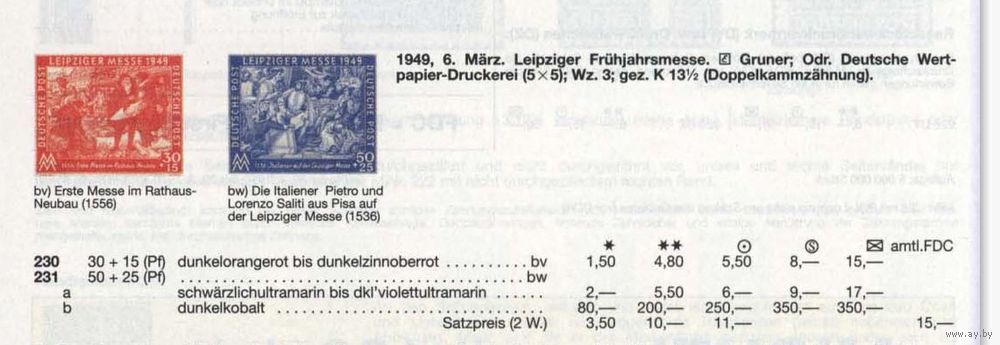 1949, 6. März. Leipziger Frühjahrsmesse. Gruner; Odr. Deutsche Wert-
papier-Druckerei (5×5); Wz. 3; gez. K 13½ (Doppelkammzähnung).
LEIPZIGER MESSE 1949
DEUTSCHE POST
DEUTSCHE POST
30
+15
LEIPZIGER MESSE 1949
DEUTSCHE POST
DEUTSCHE POST
50
+25
bv) Erste Messe im Rathaus-
Neubau (1556)
bw) Die Italiener Pietro und
Lorenzo Saliti aus Pisa auf
der Leipziger Messe (1536)
* ** ⊙ Ⓢ ✉ amtl.FDC
230 30 + 15 (Pf) dunkelorangerot bis dunkelzinnoberrot .......... bv 1,50 4,80 5,50 8,— 15,—
231 50 + 25 (Pf) .......... bw
a schwärzlichultramarin bis dkl'violettultramarin .......... 2,— 5,50 6,— 9,— 17,—
b dunkelkobalt .......... 80,— 200,— 250,— 350,— 350,—
Satzpreis (2 W.) 3,50 10,— 11,— 15,—
www.ay.by